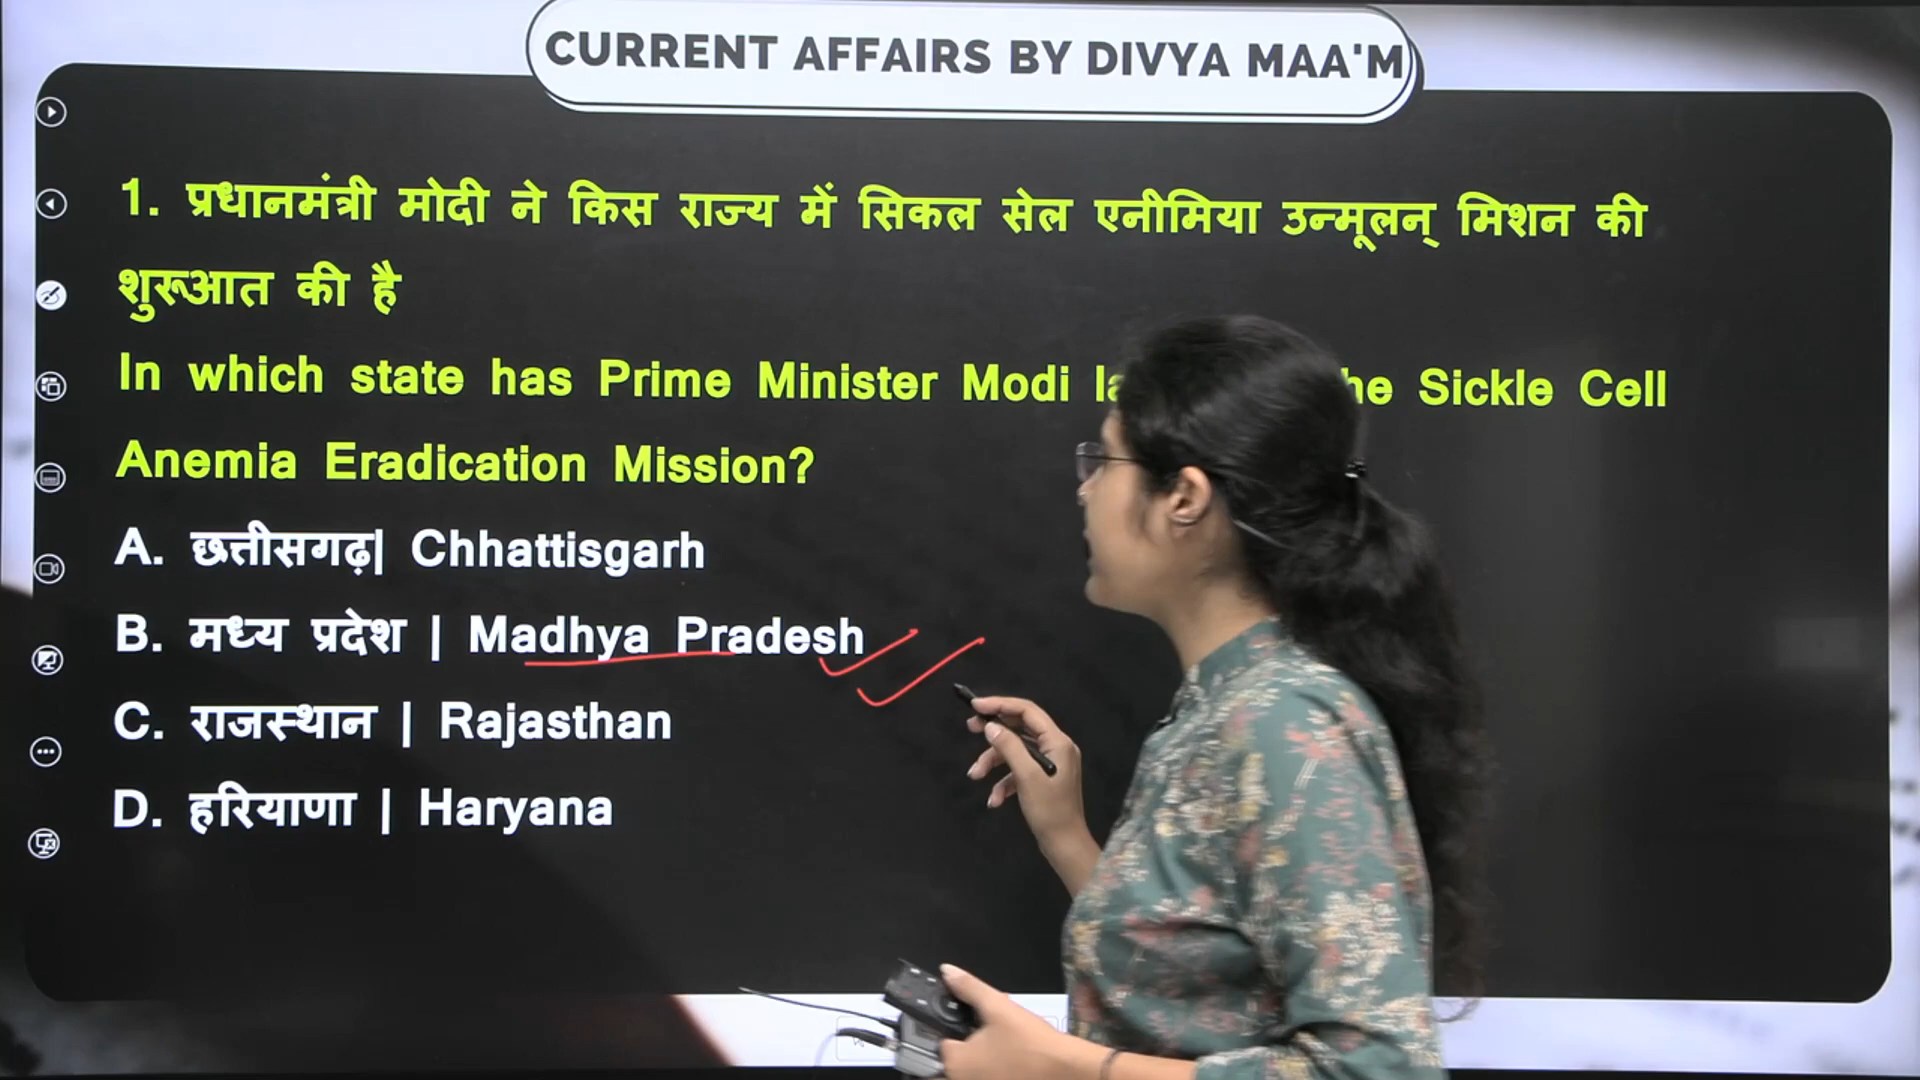 CURRENT AFFAIRS BY DIVYA MAA'M
1. प्रधानमंत्री मोदी ने किस राज्य में सिकल सेल एनीमिया उन्मूलन् मिशन की
शुरूआत की है
In which state has Prime Minister Modi he Sickle Cell
Anemia Eradication Mission?
A. छत्तीसगढ़| Chhattisgarh
B. मध्य प्रदेश | Madhya Pradesh
C. राजस्थान | Rajasthan
D. हरियाणा | Haryana